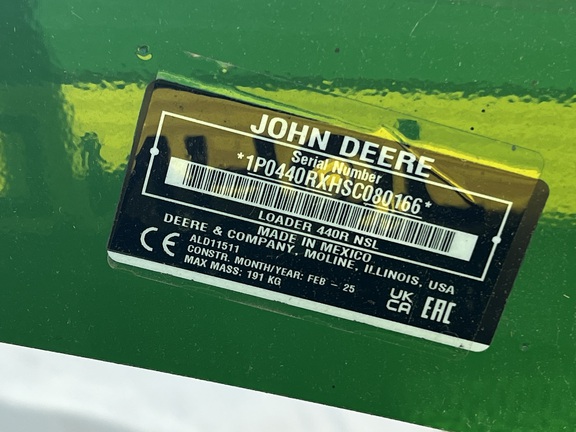 JOHN DEERE
Serial Number
*1P0440RXHSC080166*
LOADER 440R NSL
MADE IN MEXICO
DEERE & COMPANY, MOLINE, ILLINOIS, USA
ALD11511
CONSTR. MONTH/YEAR: FEB - 25
MAX MASS: 191 KG
CE
UK
CA
EAC